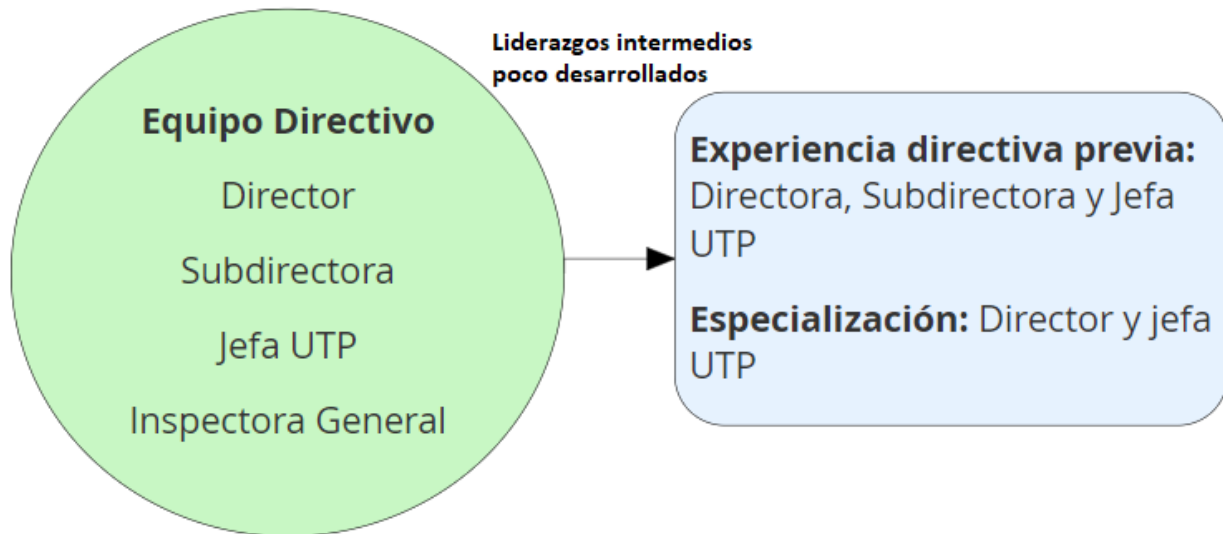 Liderazgos intermedios
poco desarrollados
Equipo Directivo
Director
Subdirectora
Jefa UTP
Inspectora General
Experiencia directiva previa:
Directora, Subdirectora y Jefa
UTP
Especialización: Director y jefa
UTP